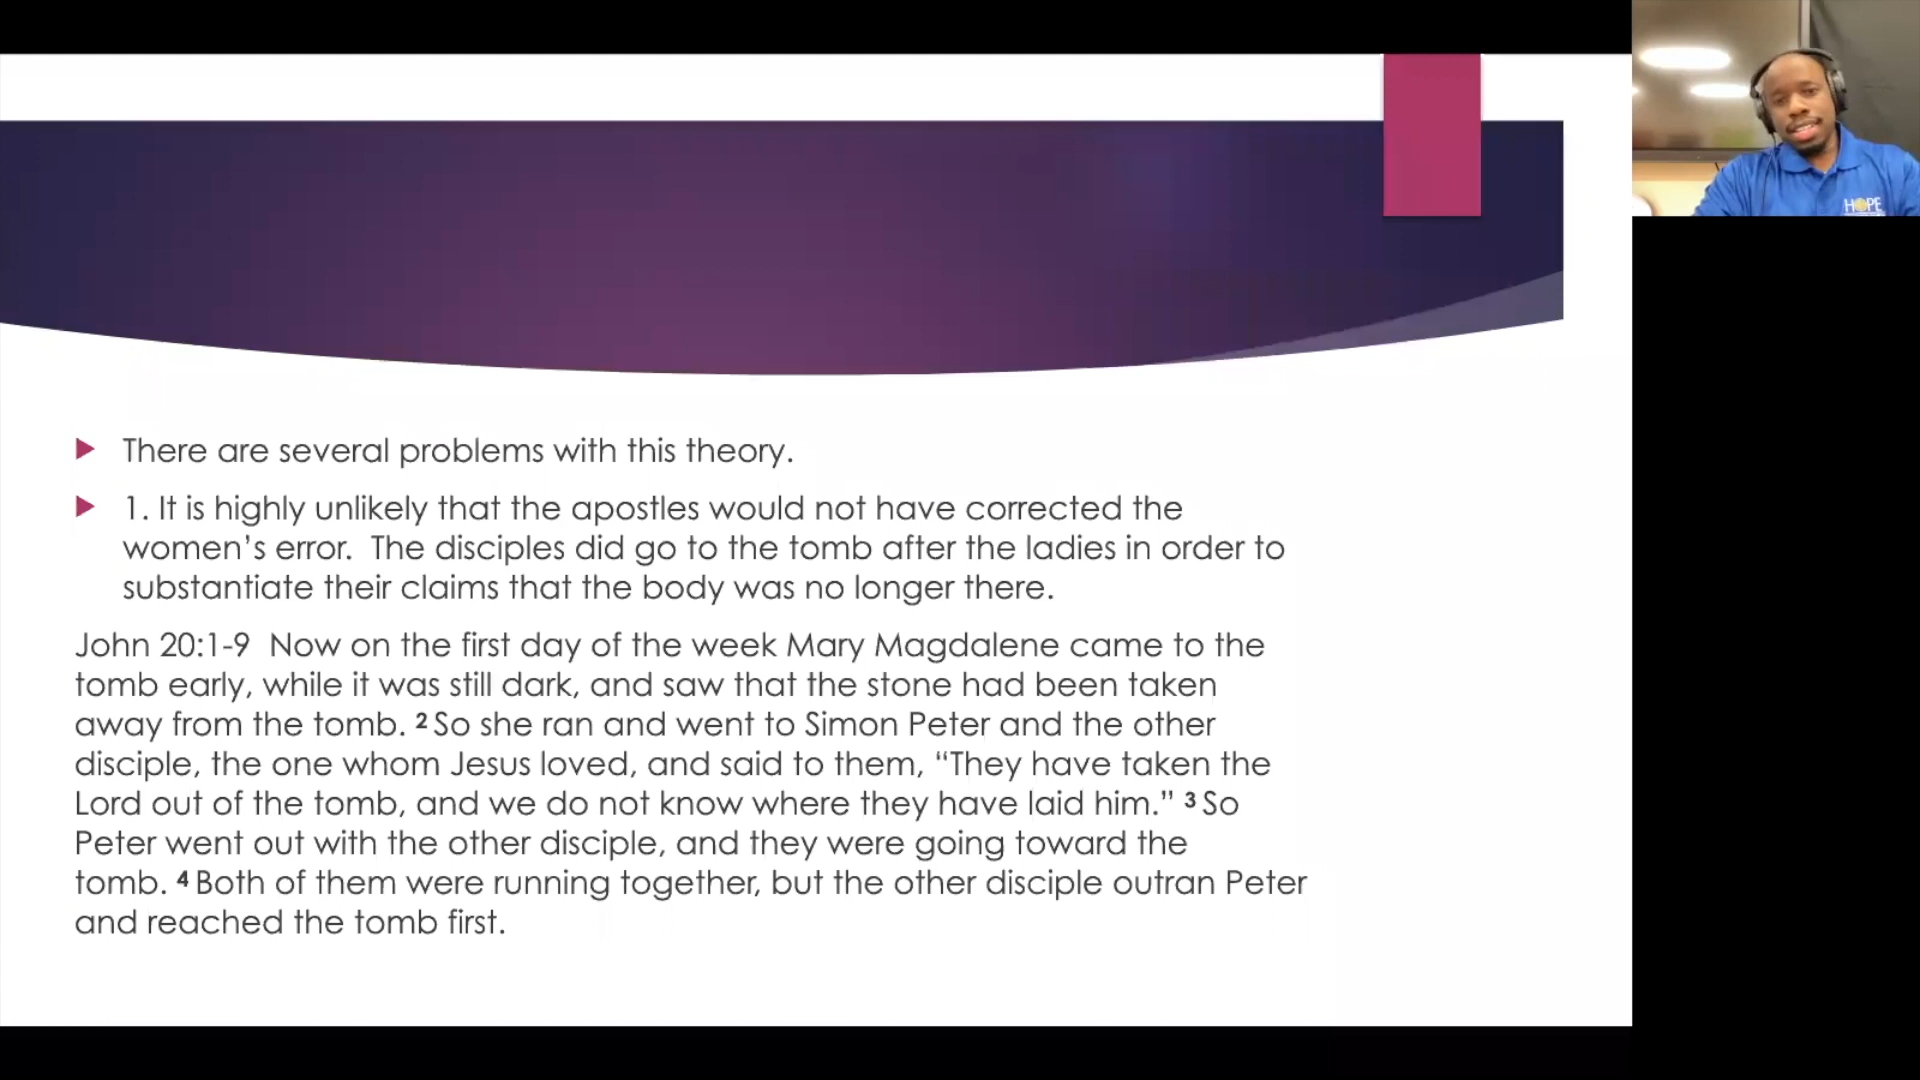 There are several problems with this theory.
1. It is highly unlikely that the apostles would not have corrected the
women’s error.  The disciples did go to the tomb after the ladies in order to
substantiate their claims that the body was no longer there.
John 20:1-9  Now on the first day of the week Mary Magdalene came to the
tomb early, while it was still dark, and saw that the stone had been taken
away from the tomb. 2 So she ran and went to Simon Peter and the other
disciple, the one whom Jesus loved, and said to them, “They have taken the
Lord out of the tomb, and we do not know where they have laid him.” 3 So
Peter went out with the other disciple, and they were going toward the
tomb. 4 Both of them were running together, but the other disciple outran Peter
and reached the tomb first.
HOPE